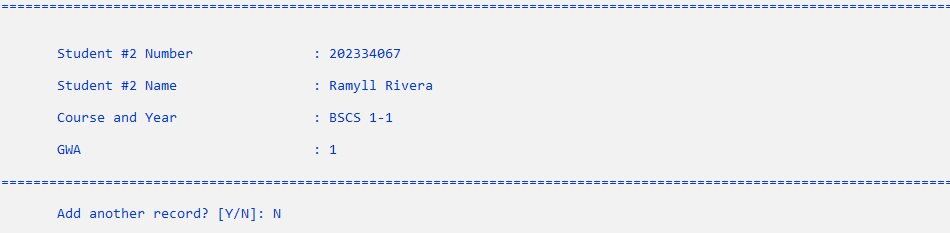 Student #2 Number : 202334067
Student #2 Name : Ramyll Rivera
Course and Year : BSCS 1-1
GWA : 1
Add another record? [Y/N]: N